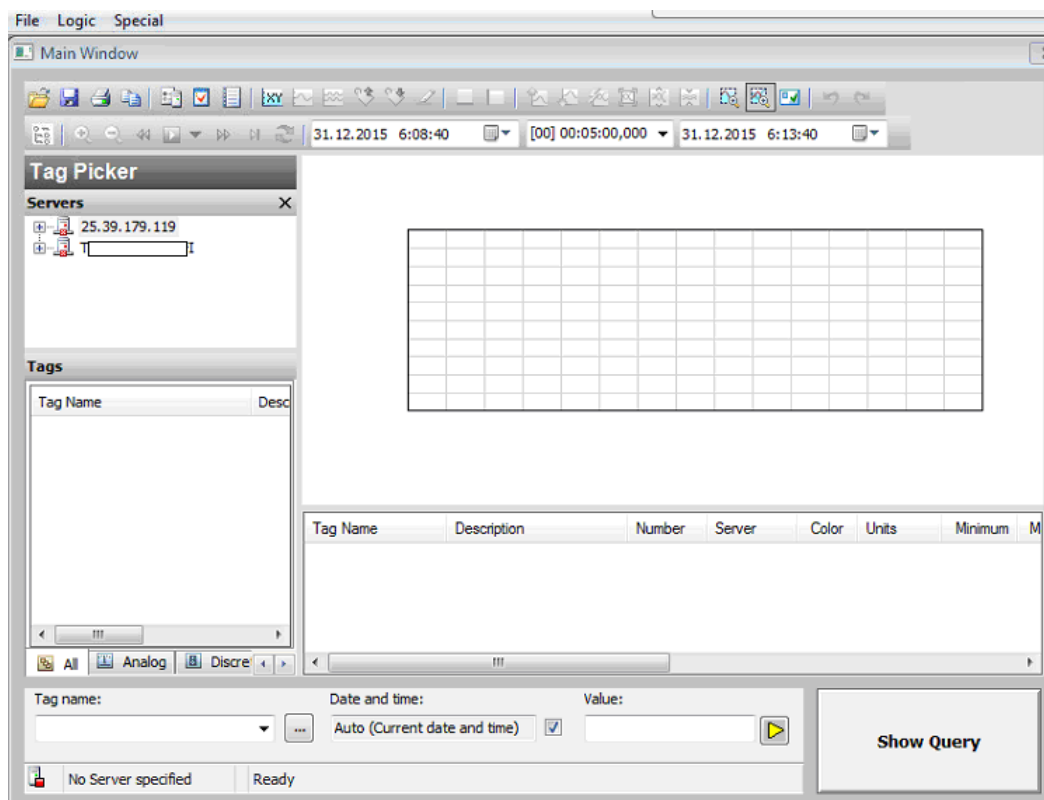 File Logic Special
Main Window
XY
31.12.2015 6:08:40 [00] 00:05:00,000 31.12.2015 6:13:40
Tag Picker
Servers
25.39.179.119
T
Tags
Tag Name Desc
Tag Name Description Number Server Color Units Minimum M
All Analog Discre
Tag name: Date and time: Value:
... Auto (Current date and time)
Show Query
No Server specified Ready